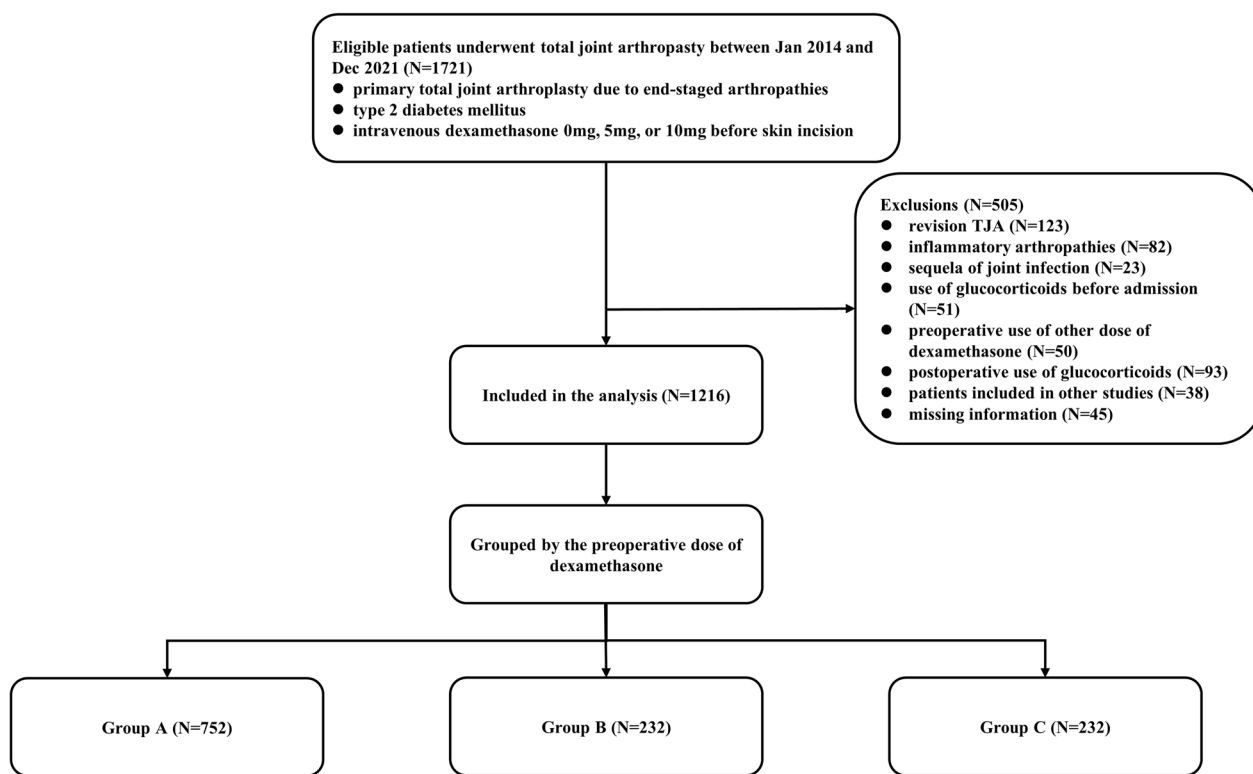 Eligible patients underwent total joint arthropasty between Jan 2014 and
Dec 2021 (N=1721)
● primary total joint arthroplasty due to end-staged arthropathies
● type 2 diabetes mellitus
● intravenous dexamethasone 0mg, 5mg, or 10mg before skin incision
Exclusions (N=505)
● revision TJA (N=123)
● inflammatory arthropathies (N=82)
● sequela of joint infection (N=23)
● use of glucocorticoids before admission
(N=51)
● preoperative use of other dose of
dexamethasone (N=50)
● postoperative use of glucocorticoids (N=93)
● patients included in other studies (N=38)
● missing information (N=45)
Included in the analysis (N=1216)
Grouped by the preoperative dose of
dexamethasone
Group A (N=752)
Group B (N=232)
Group C (N=232)